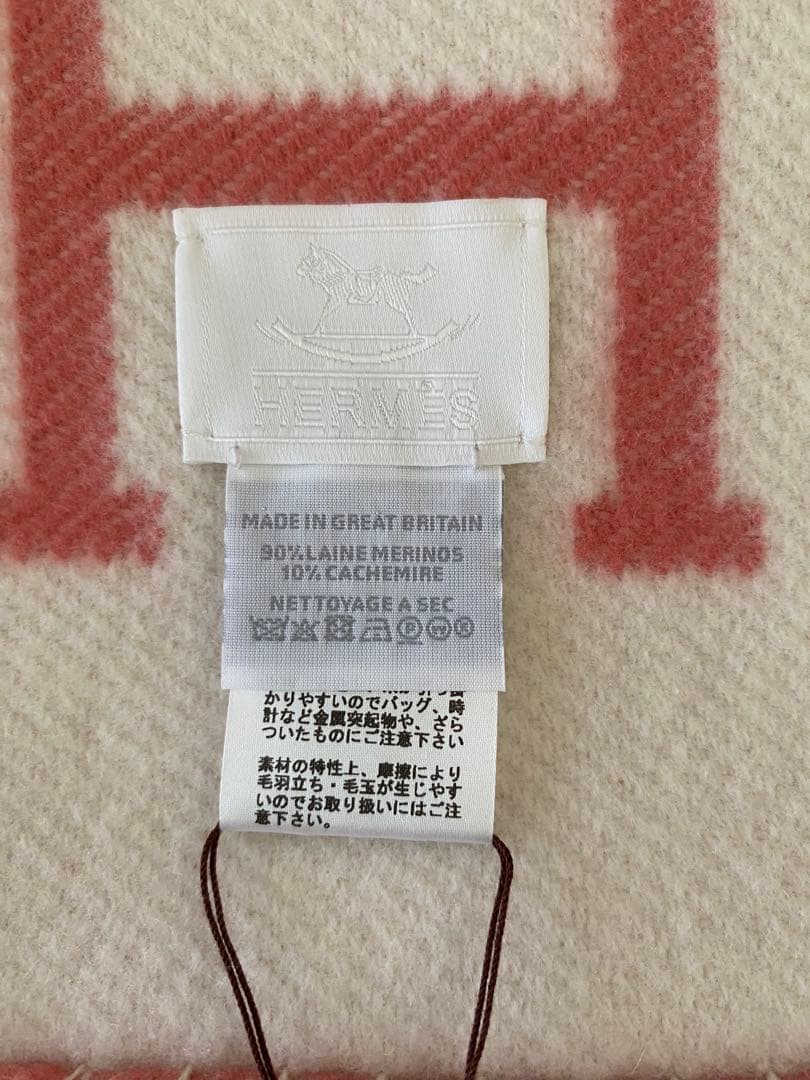 HERMÈS
MADE IN GREAT BRITAIN
90% LAINE MERINOS
10% CACHEMIRE
NETTOYAGE A SEC
かりやすいのでバッグ、時
計など金属突起物や、ざら
ついたものにご注意下さい
素材の特性上、摩擦により
毛羽立ち・毛玉が生じやす
いのでお取り扱いにはご注
意下さい。